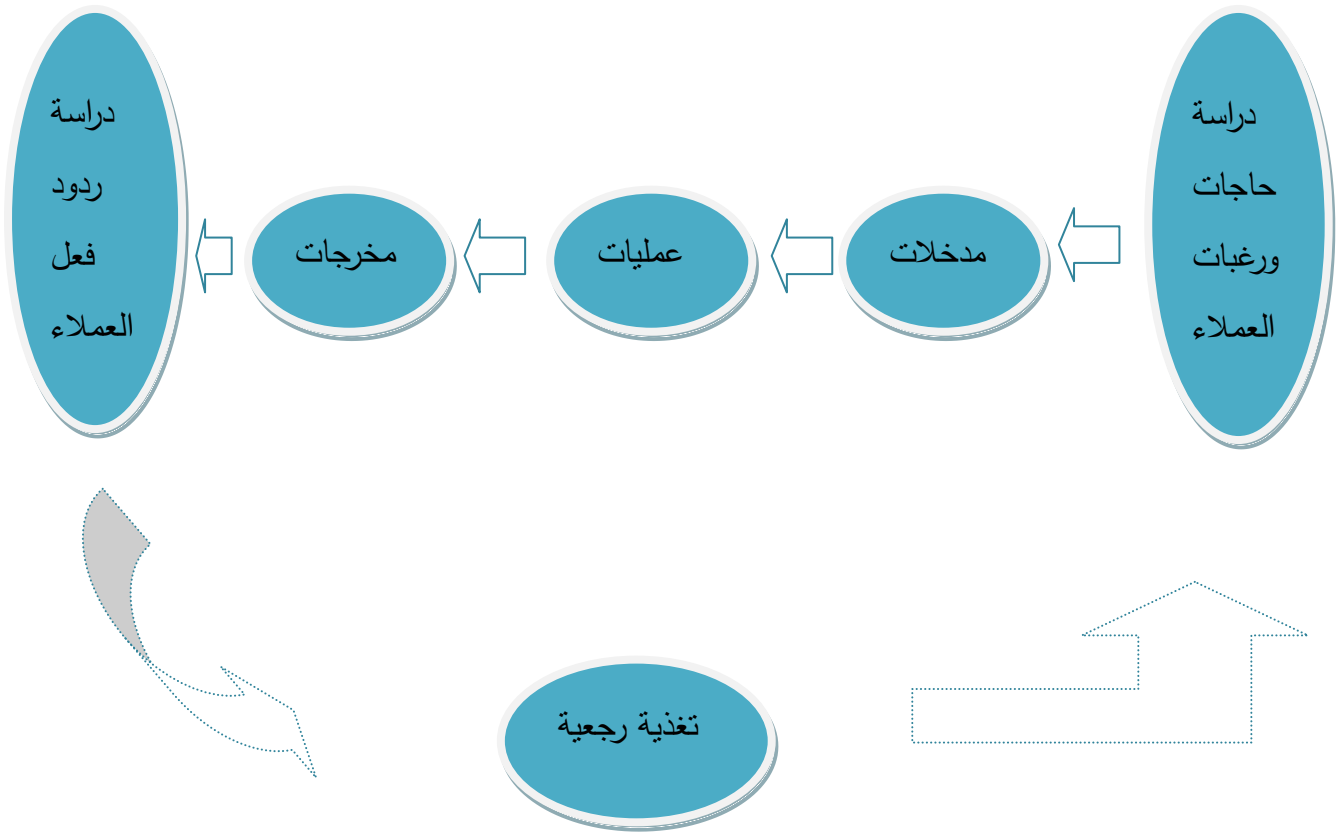 دراسة
حاجات
ورغبات
العملاء
مدخلات
عمليات
مخرجات
دراسة
ردود
فعل
العملاء
تغذية رجعية